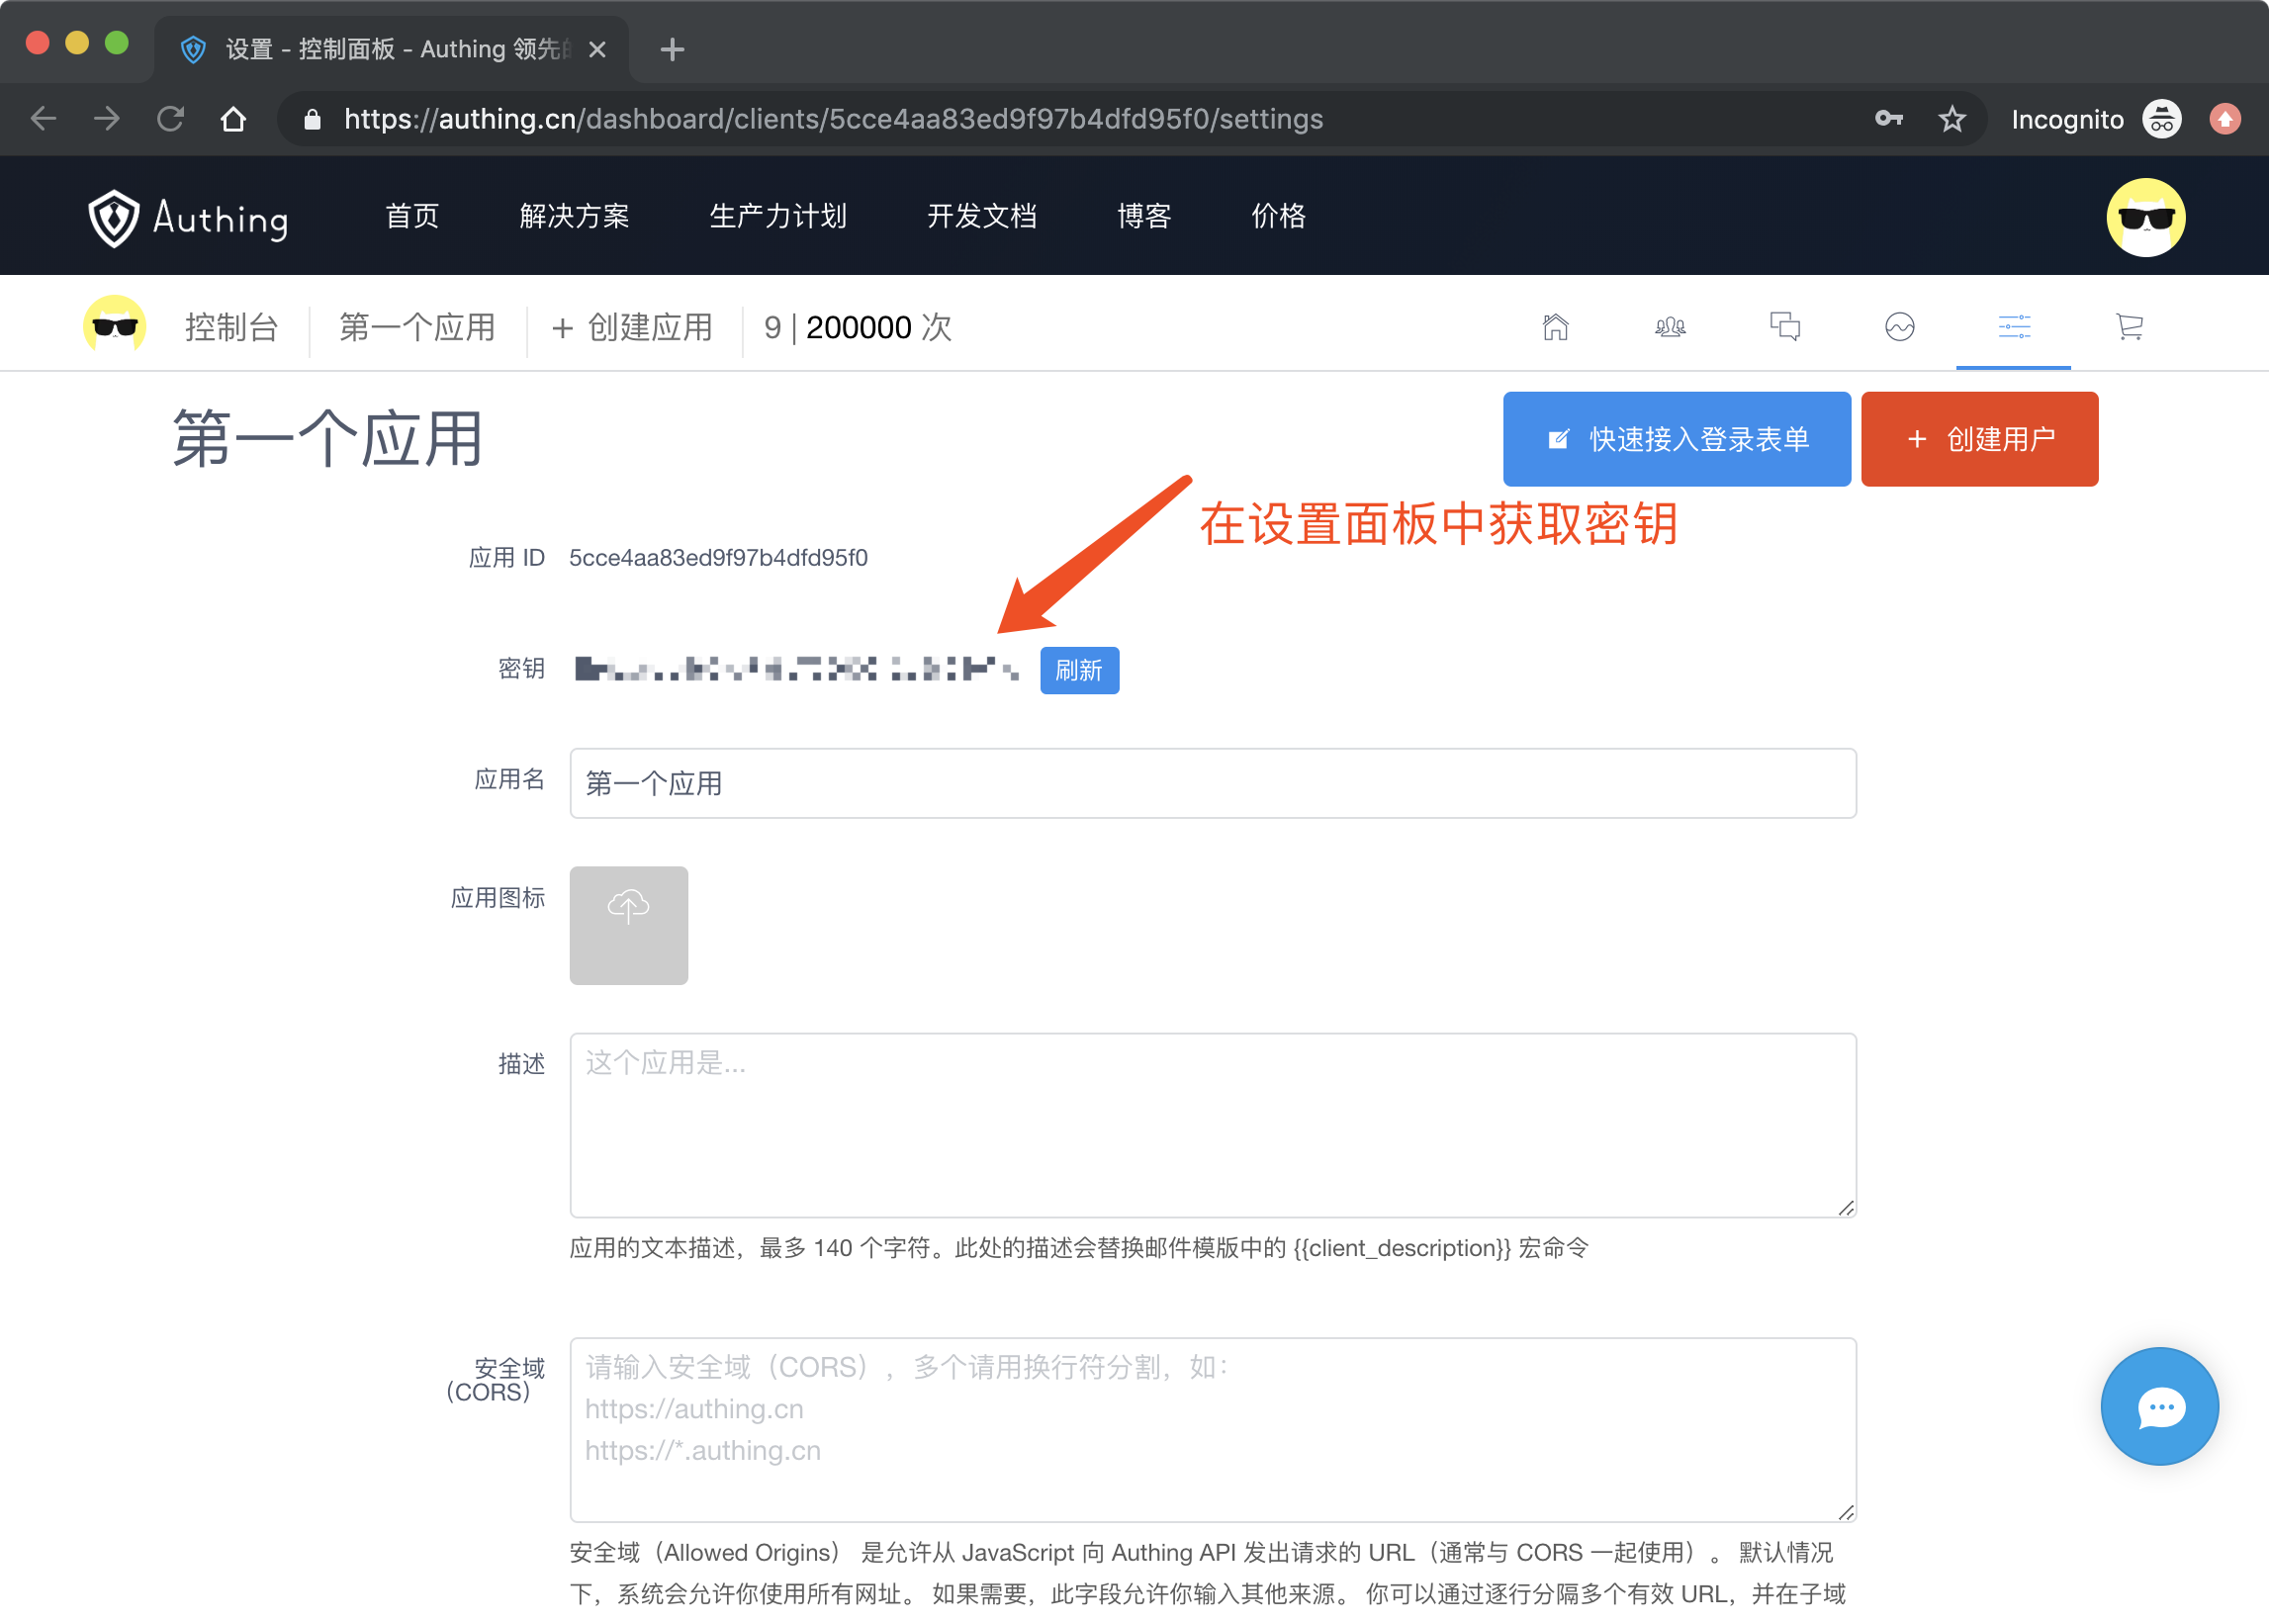 设置 - 控制面板 - Authing 领先
https://authing.cn/dashboard/clients/5cce4aa83ed9f97b4dfd95f0/settings
Incognito
Authing 首页 解决方案 生产力计划 开发文档 博客 价格
控制台 第一个应用 + 创建应用 9 | 200000 次
第一个应用
快速接入登录表单
+ 创建用户
在设置面板中获取密钥
应用 ID 5cce4aa83ed9f97b4dfd95f0
密钥 刷新
应用名 第一个应用
应用图标
描述 这个应用是...
应用的文本描述，最多 140 个字符。此处的描述会替换邮件模版中的 {{client_description}} 宏命令
安全域
（CORS）
请输入安全域（CORS），多个请用换行符分割，如：
https://authing.cn
https://*.authing.cn
安全域（Allowed Origins） 是允许从 JavaScript 向 Authing API 发出请求的 URL（通常与 CORS 一起使用）。 默认情况
下，系统会允许你使用所有网址。 如果需要，此字段允许你输入其他来源。 你可以通过逐行分隔多个有效 URL，并在子域